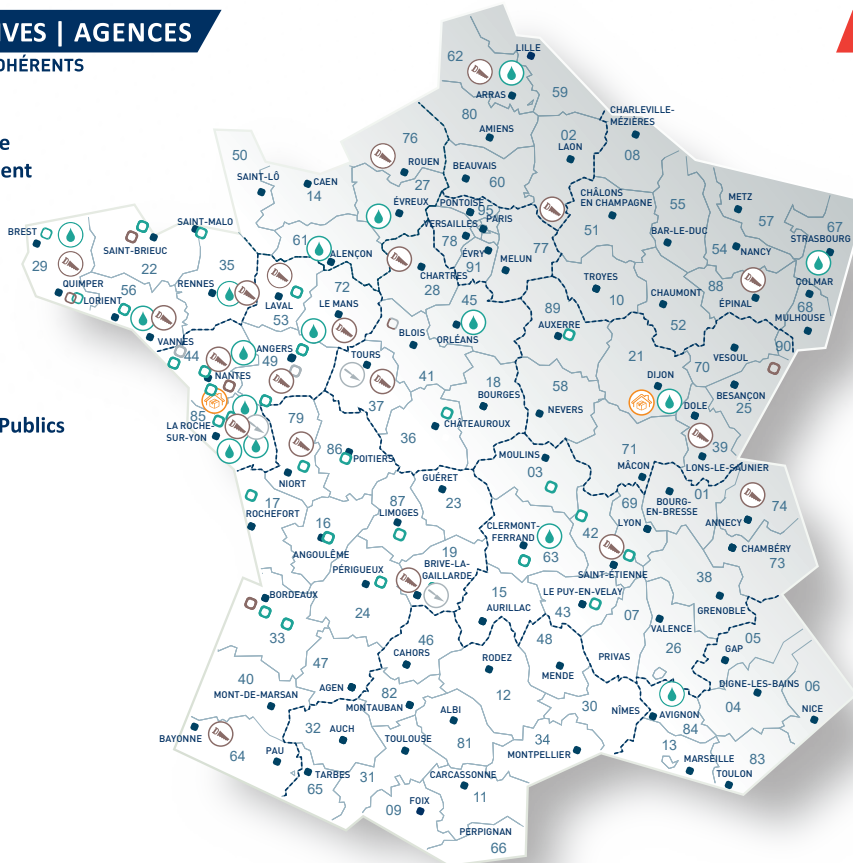 IVES | AGENCES
DHÉRENTS
e
ent
Publics
62
LILLE
59
ARRAS
80
AMIENS
CHARLEVILLE-
MÉZIÈRES
02
LAON
08
76
ROUEN
27
BEAUVAIS
60
50
SAINT-LÔ
CAEN
14
ÉVREUX
PONTOISE
95
PARIS
VERSAILLES
78
ÉVRY
91
MELUN
77
CHÂLONS
EN CHAMPAGNE
51
55
BAR-LE-DUC
METZ
57
54
NANCY
67
STRASBOURG
BREST
29
QUIMPER
SAINT-BRIEUC
22
SAINT-MALO
35
RENNES
56
LORIENT
VANNES
61
ALENÇON
LAVAL
53
72
LE MANS
CHARTRES
28
45
ORLÉANS
TROYES
10
CHAUMONT
52
88
ÉPINAL
COLMAR
68
MULHOUSE
90
89
AUXERRE
BLOIS
41
TOURS
37
ANGERS
49
44
NANTES
85
LA ROCHE-
SUR-YON
79
NIORT
86
POITIERS
36
CHÂTEAUROUX
18
BOURGES
58
NEVERS
21
DIJON
70
VESOUL
BESANÇON
25
DOLE
39
LONS-LE-SAUNIER
71
MÂCON
MOULINS
03
GUÉRET
23
17
ROCHEFORT
16
ANGOULÊME
87
LIMOGES
19
BRIVE-LA-
GAILLARDE
PÉRIGUEUX
24
CLERMONT-
FERRAND
63
42
SAINT-ÉTIENNE
69
LYON
01
BOURG-
EN-BRESSE
74
ANNECY
CHAMBÉRY
73
38
GRENOBLE
LE PUY-EN-VELAY
43
15
AURILLAC
07
PRIVAS
VALENCE
26
05
GAP
BORDEAUX
33
47
AGEN
40
MONT-DE-MARSAN
46
CAHORS
82
MONTAUBAN
RODEZ
12
48
MENDE
30
NÎMES
AVIGNON
84
DIGNE-LES-BAINS
04
06
NICE
BAYONNE
64
PAU
32
AUCH
TARBES
65
31
TOULOUSE
ALBI
81
34
MONTPELLIER
13
MARSEILLE
83
TOULON
CARCASSONNE
11
09
FOIX
PERPIGNAN
66